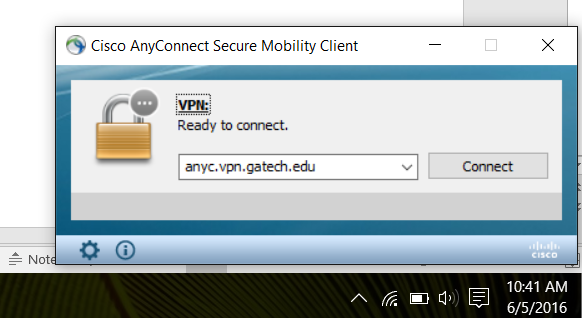 Cisco AnyConnect Secure Mobility Client
VPN:
Ready to connect.
anyc.vpn.gatech.edu
Connect
CISCO
Note
10:41 AM
6/5/2016